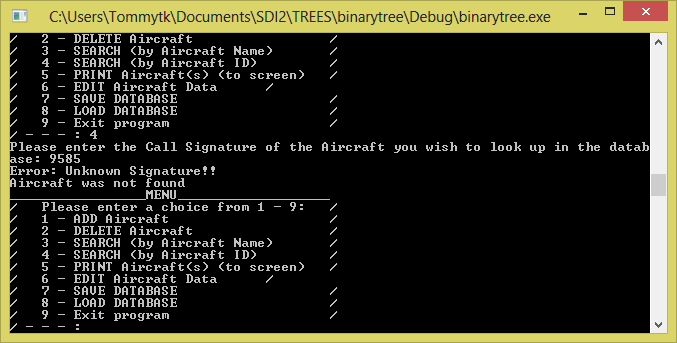 C:\Users\Tommytk\Documents\SDI2\TREES\binarytree\Debug\binarytree.exe
/   2 - DELETE Aircraft                 /
/   3 - SEARCH (by Aircraft Name)       /
/   4 - SEARCH (by Aircraft ID)         /
/   5 - PRINT Aircraft(s) (to screen)   /
/   6 - EDIT Aircraft Data      /
/   7 - SAVE DATABASE                   /
/   8 - LOAD DATABASE                   /
/   9 - Exit program                    /
/ - - - : 4
Please enter the Call Signature of the Aircraft you wish to look up in the datab
ase: 9585
Error: Unknown Signature!!
Aircraft was not found
_________________MENU___________________
/   Please enter a choice from 1 - 9:   /
/   1 - ADD Aircraft                    /
/   2 - DELETE Aircraft                 /
/   3 - SEARCH (by Aircraft Name)       /
/   4 - SEARCH (by Aircraft ID)         /
/   5 - PRINT Aircraft(s) (to screen)   /
/   6 - EDIT Aircraft Data      /
/   7 - SAVE DATABASE                   /
/   8 - LOAD DATABASE                   /
/   9 - Exit program                    /
/ - - - :